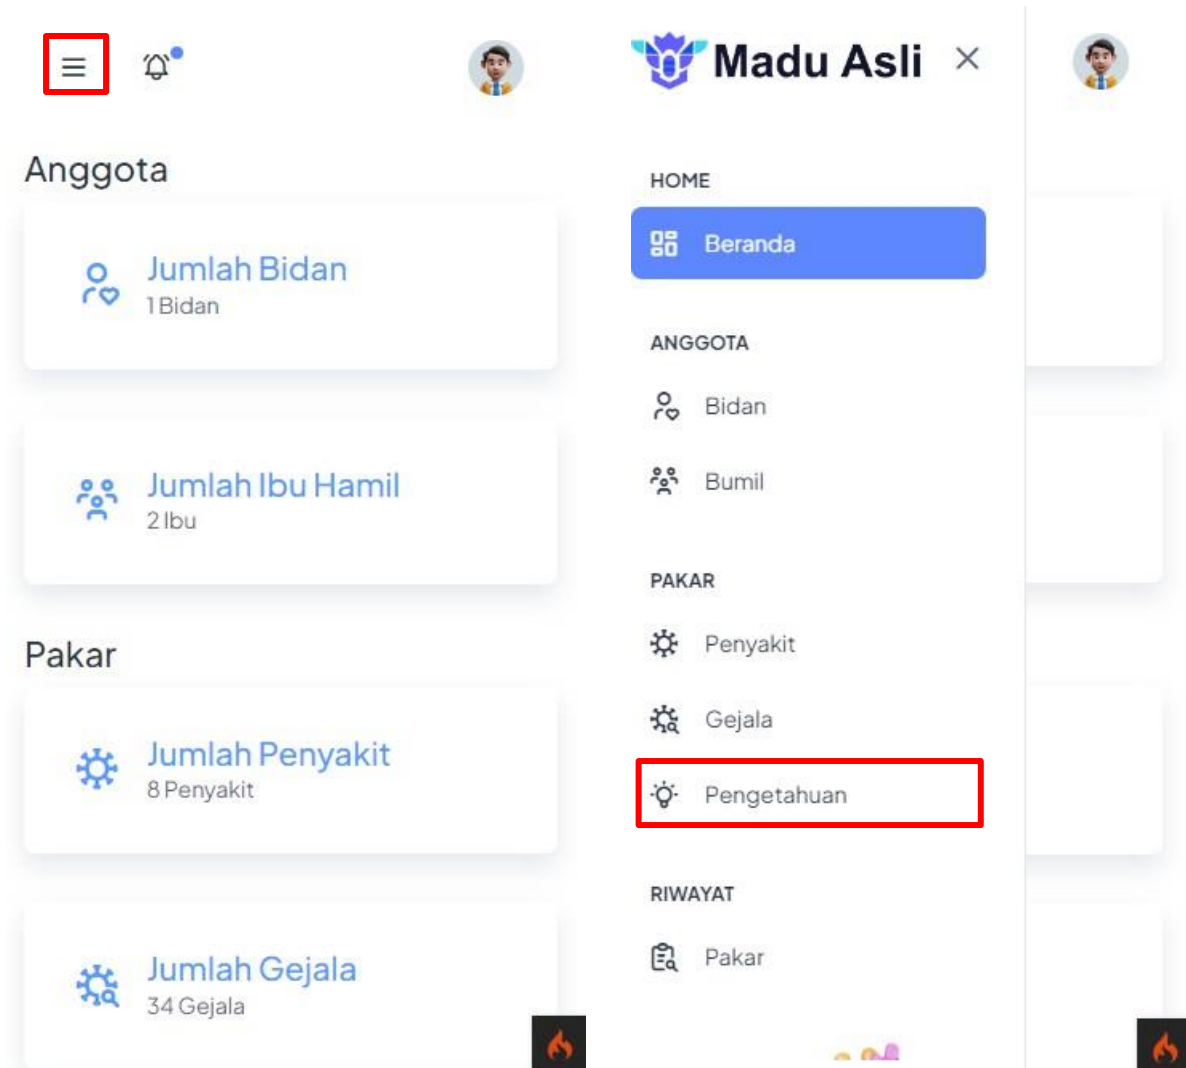 Anggota
Jumlah Bidan
1 Bidan
Jumlah Ibu Hamil
2 Ibu
Pakar
Jumlah Penyakit
8 Penyakit
Jumlah Gejala
34 Gejala
Madu Asli
HOME
Beranda
ANGGOTA
Bidan
Bumil
PAKAR
Penyakit
Gejala
Pengetahuan
RIWAYAT
Pakar